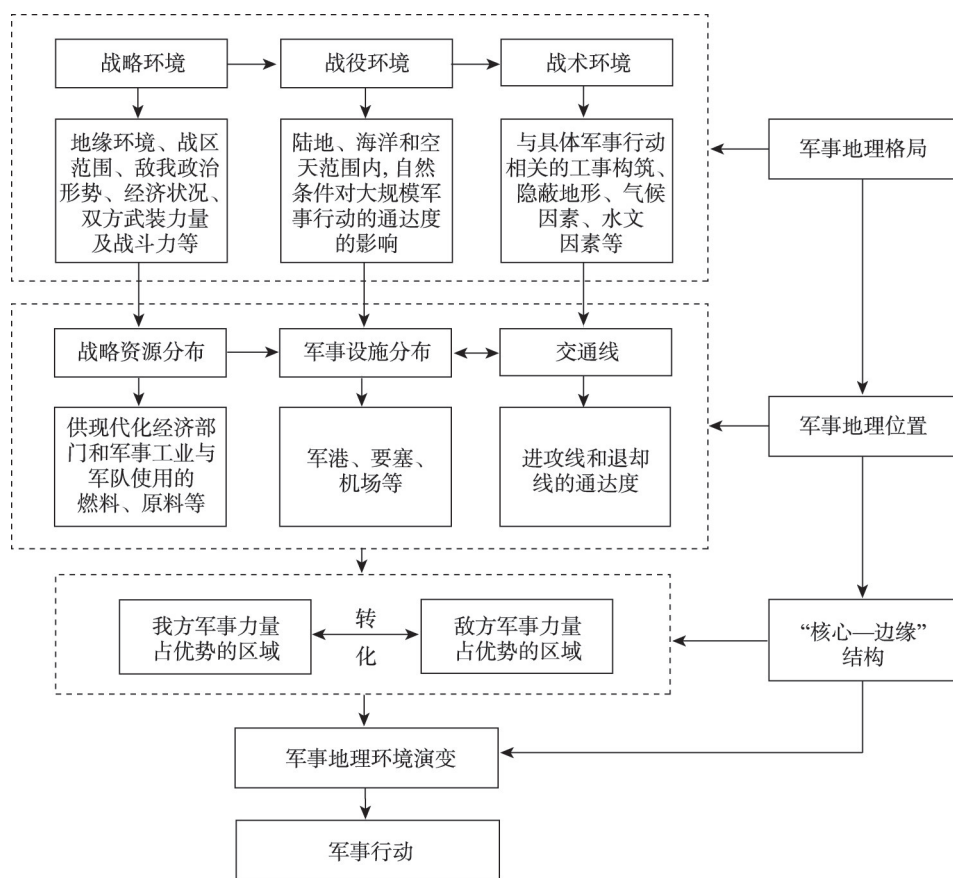 战略环境
战役环境
战术环境
地缘环境、战区
范围、敌我政治
形势、经济状况、
双方武装力量
及战斗力等
陆地、海洋和空
天范围内,自然
条件对大规模军
事行动的通达度
的影响
与具体军事行动
相关的工事构筑、
隐蔽地形、气候
因素、水文
因素等
军事地理格局
战略资源分布
军事设施分布
交通线
供现代化经济部
门和军事工业与
军队使用的
燃料、原料等
军港、要塞、
机场等
进攻线和退却
线的通达度
军事地理位置
我方军事力量
占优势的区域
转
化
敌方军事力量
占优势的区域
“核心—边缘”
结构
军事地理环境演变
军事行动